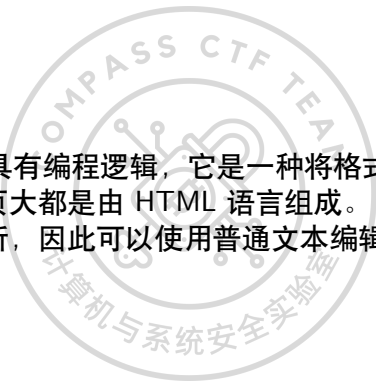 COMPASS CTF TEAM
具有编程逻辑，它是一种将格式
页大都是由 HTML 语言组成。
析，因此可以使用普通文本编辑
计算机与系统安全实验室